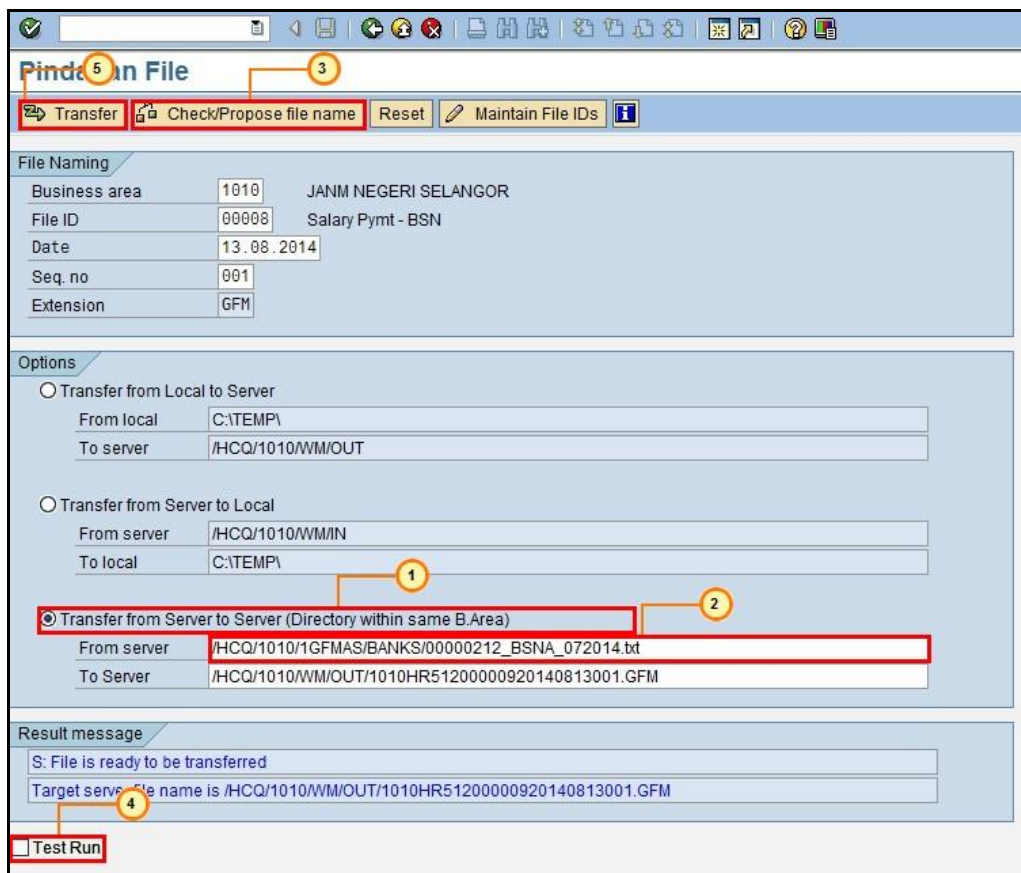 5
3
Pindahan File
Transfer Check/Propose file name Reset Maintain File IDs
File Naming
Business area 1010 JANM NEGERI SELANGOR
File ID 00008 Salary Pymt - BSN
Date 13.08.2014
Seq. no 001
Extension GFM
Options
Transfer from Local to Server
From local C:\TEMP\
To server /HCQ/1010/WM/OUT
Transfer from Server to Local
From server /HCQ/1010/WM/IN
To local C:\TEMP\
1
2
Transfer from Server to Server (Directory within same B.Area)
From server /HCQ/1010/1GFMAS/BANKS/00000212_BSNA_072014.txt
To Server /HCQ/1010/WM/OUT/1010HR51200000920140813001.GFM
Result message
S: File is ready to be transferred
Target server file name is /HCQ/1010/WM/OUT/1010HR51200000920140813001.GFM
4
Test Run